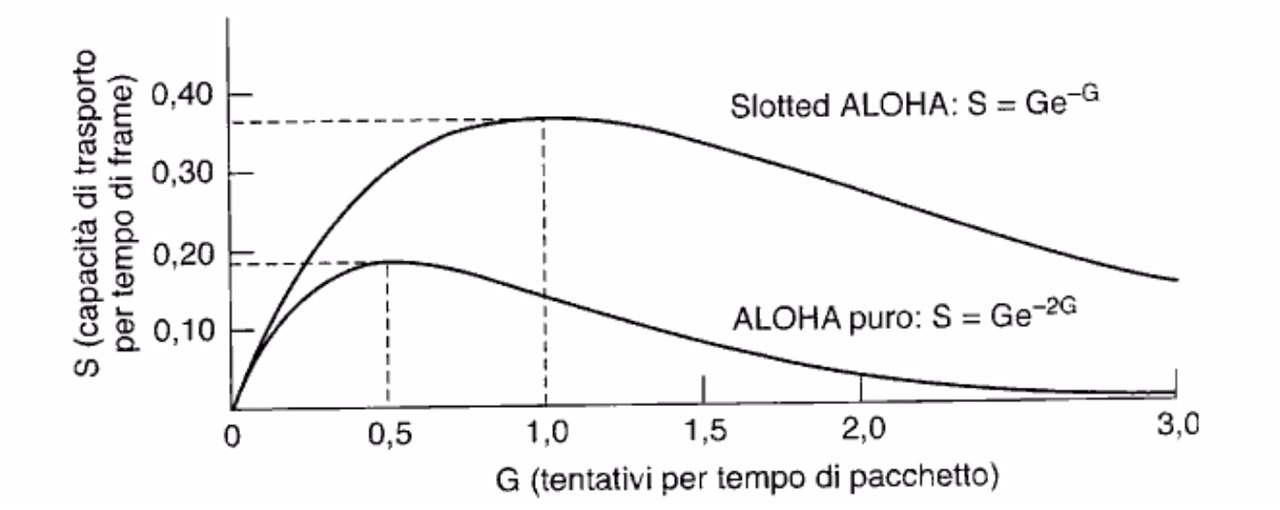 S (capacità di trasporto
per tempo di frame)
0,40
0,30
0,20
0,10
Slotted ALOHA: S = Ge⁻ᴳ
ALOHA puro: S = Ge⁻²ᴳ
0 0,5 1,0 1,5 2,0 3,0
G (tentativi per tempo di pacchetto)